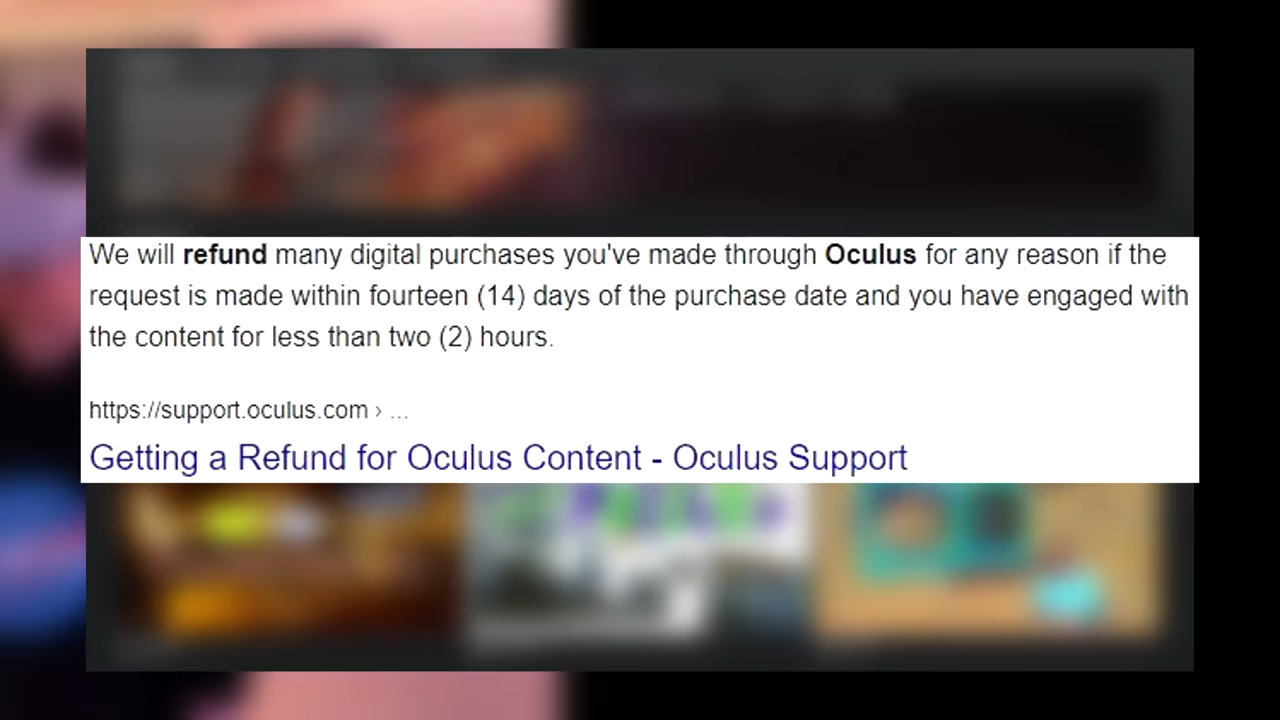 We will refund many digital purchases you've made through Oculus for any reason if the
request is made within fourteen (14) days of the purchase date and you have engaged with
the content for less than two (2) hours.
https://support.oculus.com › ...
Getting a Refund for Oculus Content - Oculus Support